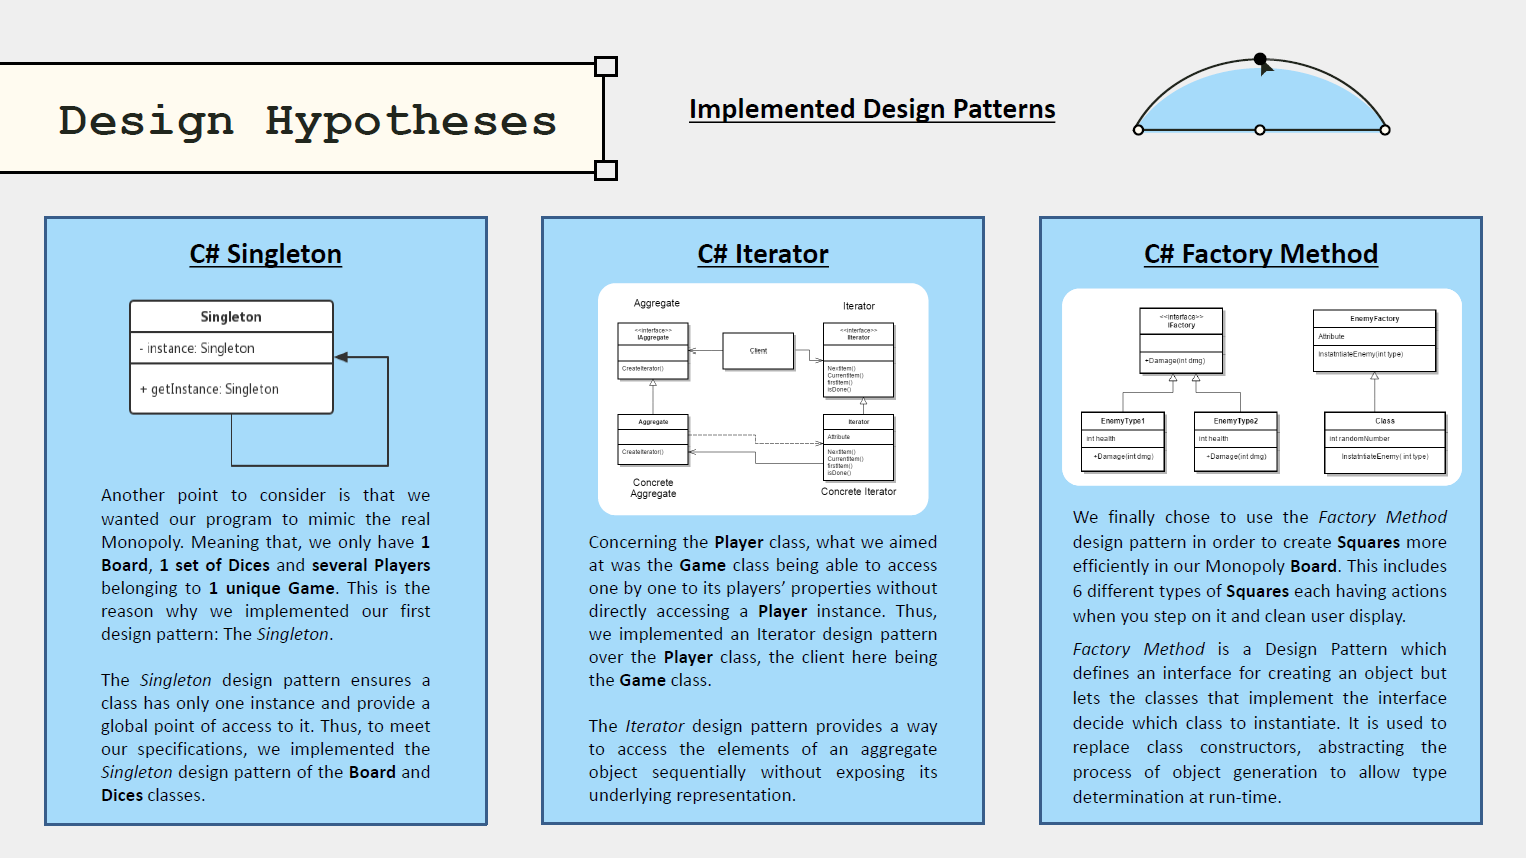 Design Hypotheses
Implemented Design Patterns
C# Singleton
Singleton
- instance: Singleton
+ getInstance: Singleton
Another point to consider is that we
wanted our program to mimic the real
Monopoly. Meaning that, we only have 1
Board, 1 set of Dices and several Players
belonging to 1 unique Game. This is the
reason why we implemented our first
design pattern: The Singleton.
The Singleton design pattern ensures a
class has only one instance and provide a
global point of access to it. Thus, to meet
our specifications, we implemented the
Singleton design pattern of the Board and
Dices classes.
C# Iterator
Aggregate
Iterator
<<interface>>
IAggregate
CreateIterator()
Client
<<interface>>
IIterator
NextItem()
CurrentItem()
firstItem()
isDone()
Aggregate
CreateIterator()
Iterator
Attribute
NextItem()
CurrentItem()
firstItem()
isDone()
Concrete
Aggregate
Concrete Iterator
Concerning the Player class, what we aimed
at was the Game class being able to access
one by one to its players’ properties without
directly accessing a Player instance. Thus,
we implemented an Iterator design pattern
over the Player class, the client here being
the Game class.
The Iterator design pattern provides a way
to access the elements of an aggregate
object sequentially without exposing its
underlying representation.
C# Factory Method
<<interface>>
IFactory
+Damage(int dmg)
EnemyFactory
Attribute
InstatntiateEnemy(int type)
EnemyType1
int health
+Damage(int dmg)
EnemyType2
int health
+Damage(int dmg)
Class
int randomNumber
InstatntiateEnemy( int type)
We finally chose to use the Factory Method
design pattern in order to create Squares more
efficiently in our Monopoly Board. This includes
6 different types of Squares each having actions
when you step on it and clean user display.
Factory Method is a Design Pattern which
defines an interface for creating an object but
lets the classes that implement the interface
decide which class to instantiate. It is used to
replace class constructors, abstracting the
process of object generation to allow type
determination at run-time.